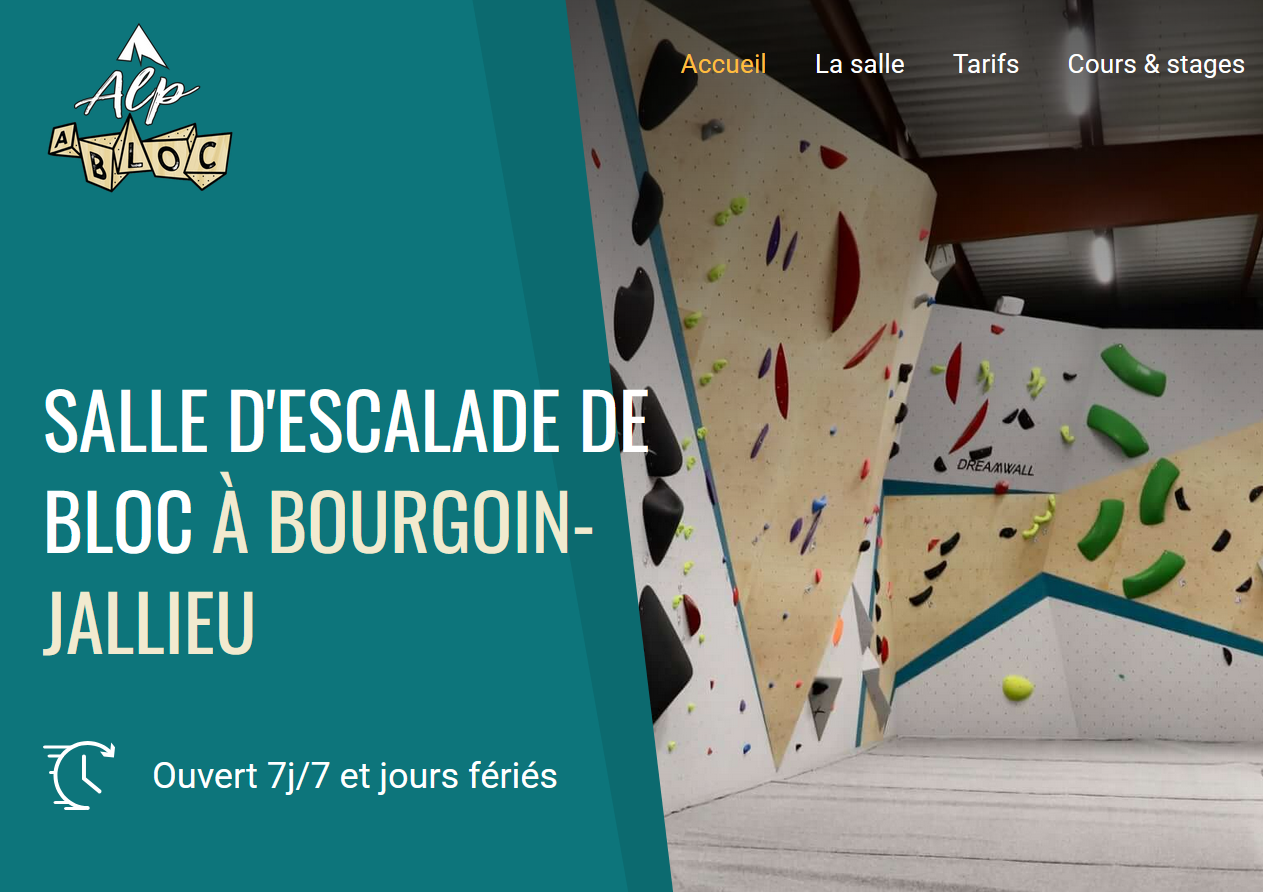 Alp
A BLOC
Accueil La salle Tarifs Cours & stages
SALLE D'ESCALADE DE
BLOC À BOURGOIN-
JALLIEU
DREAMWALL
Ouvert 7j/7 et jours fériés